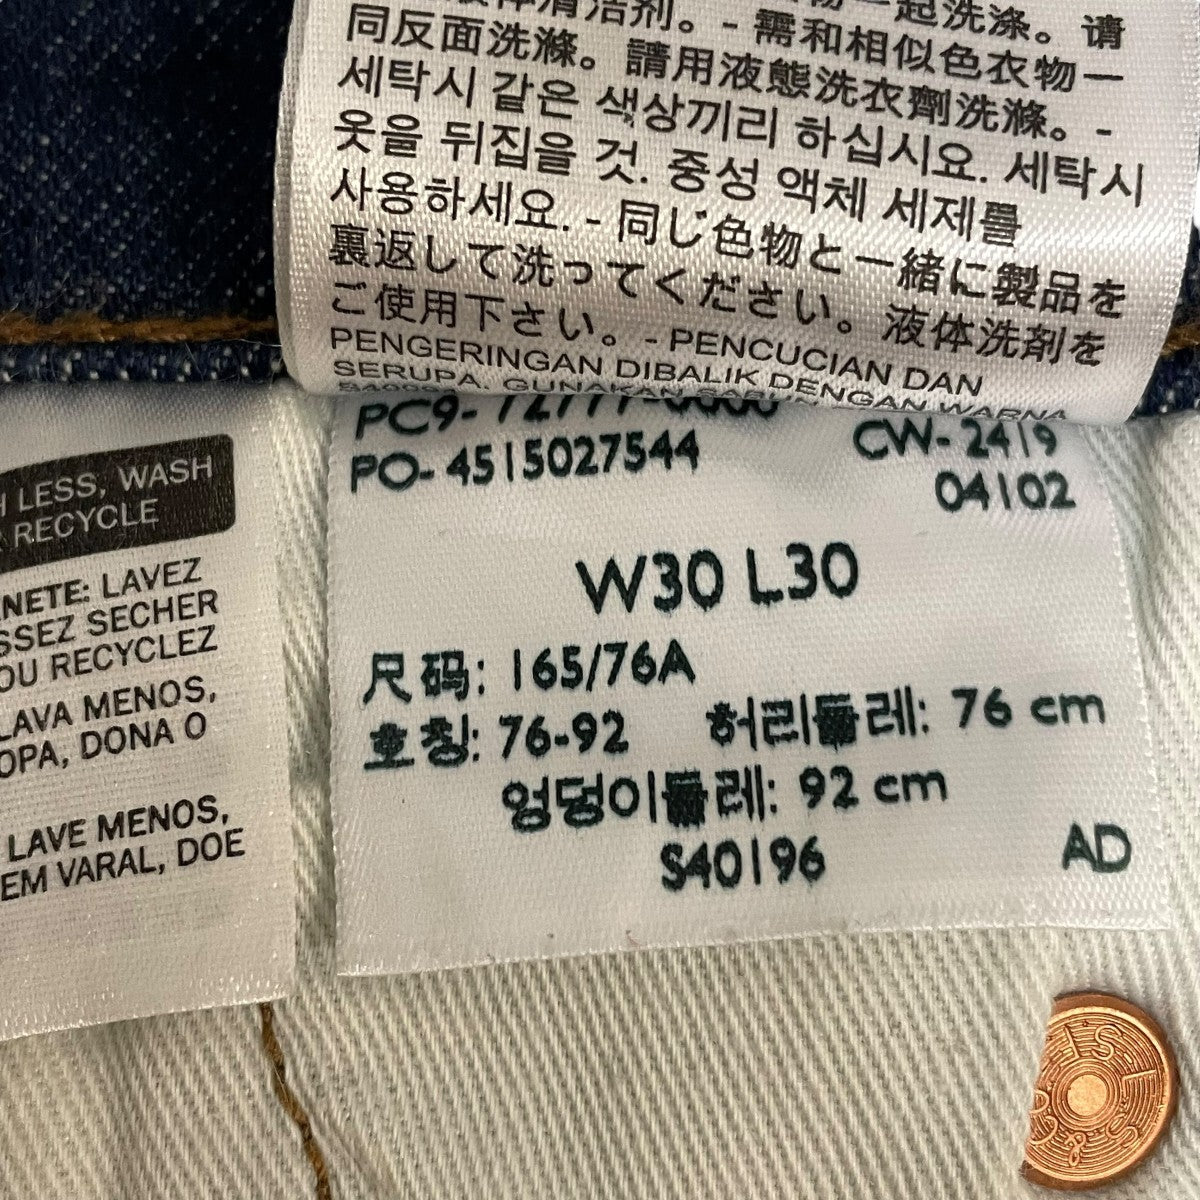 同反面洗滌。請用液態洗衣劑洗滌。-
세탁시 같은 색상끼리 하십시요. 세탁시
옷을 뒤집을 것. 중성 액체 세제를
사용하세요. - 同じ色物と一緒に製品を
裏返して洗ってください。液体洗剤を
ご使用下さい。- PENCUCIAN DAN
PENGERINGAN DIBALIK DENGAN WARNA
SERUPA. GUNAKAN SABUN
PC9-72777-0000
PO-4515027544
CW-2419
04102
W30 L30
尺码: 165/76A
호칭: 76-92 허리둘레: 76 cm
엉덩이둘레: 92 cm
S40196
AD
LESS, WASH
RECYCLE
NETE: LAVEZ
SSEZ SECHER
OU RECYCLEZ
LAVA MENOS,
OPA, DONA O
LAVE MENOS,
EM VARAL, DOE